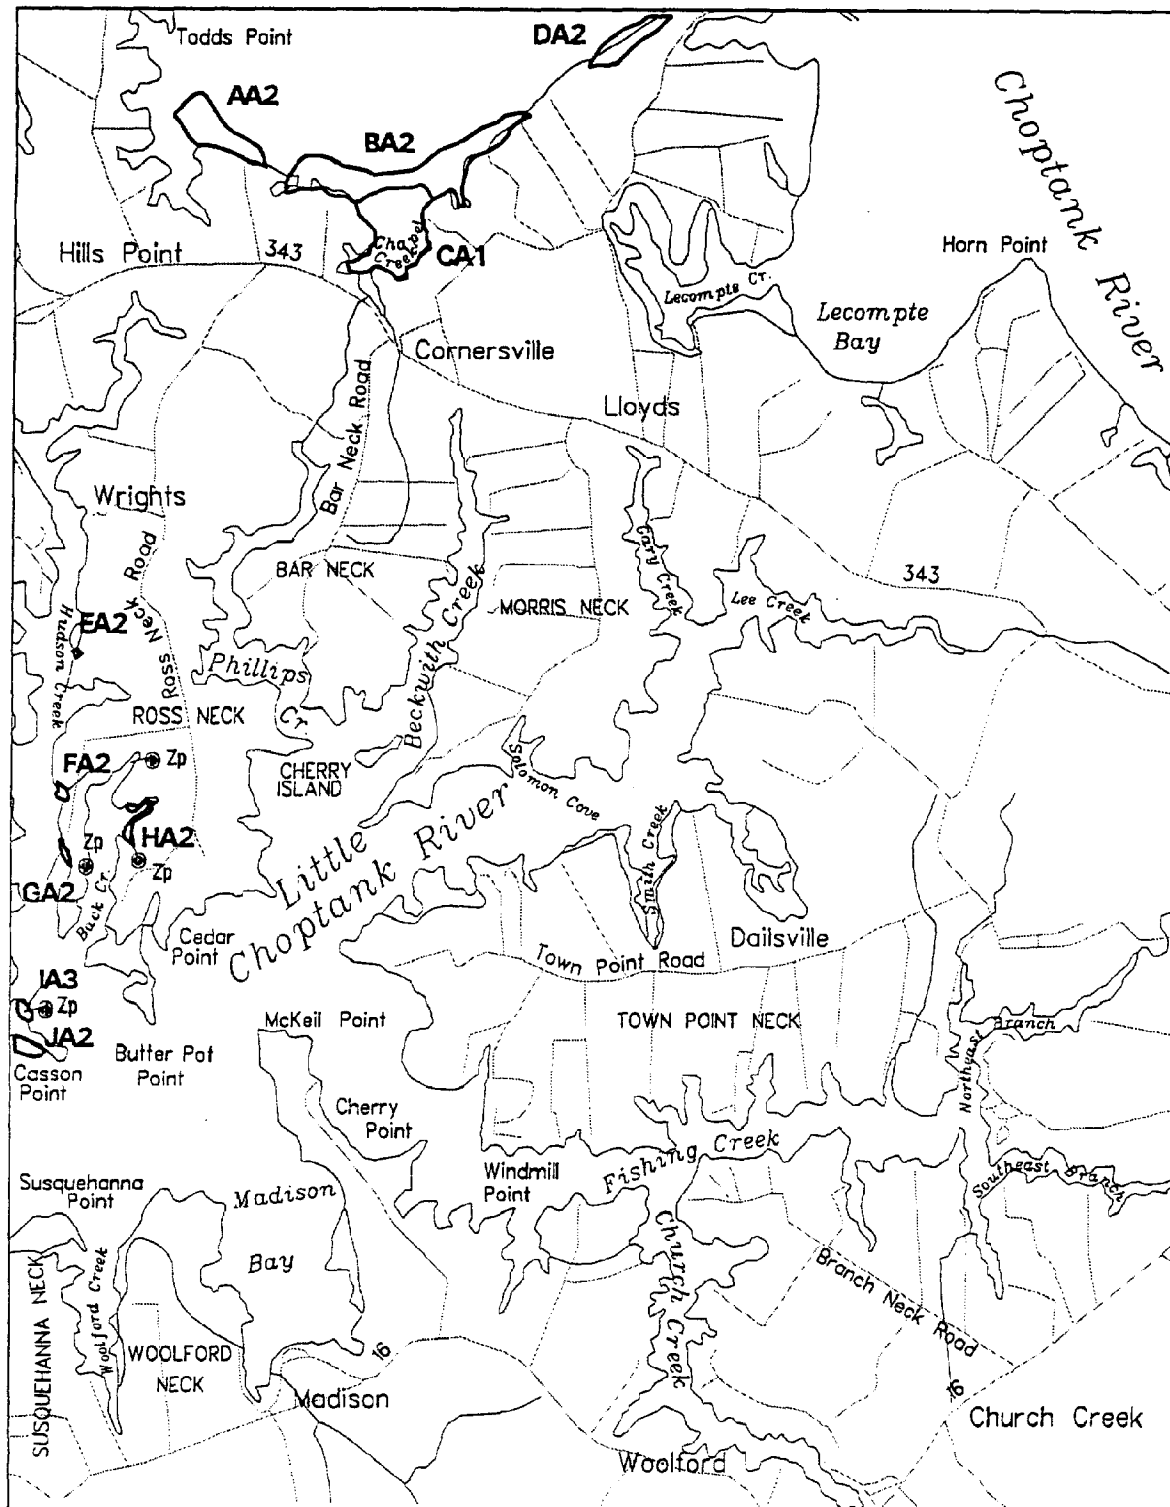 Todds Point
DA2
AA2
BA2
Choptank River
Chapel
Creek
CA1
Hills Point
343
Horn Point
Lecompte Cr.
Lecompte
Bay
Cornersville
Lloyds
Bar Neck Road
Wrights
Ross Neck Road
BAR NECK
Beckwith Creek
MORRIS NECK
Gary Creek
Lee Creek
343
Hudson Creek
EA2
Phillips
Cr.
ROSS NECK
FA2
Zp
CHERRY
ISLAND
Solomon Cove
Zp
HA2
Zp
GA2
Buck Cr.
Little
Choptank River
Smith Creek
Cedar
Point
Dailsville
Town Point Road
IA3
Zp
JA2
Casson
Point
Butter Pot
Point
McKeil Point
TOWN POINT NECK
Northeast
Branch
Cherry
Point
Windmill
Point
Fishing Creek
Southeast Branch
Susquehanna
Point
Madison
Bay
Woolford Creek
SUSQUEHANNA NECK
WOOLFORD
NECK
16
Madison
Church Creek
Branch Neck Road
16
Church Creek
Woolford